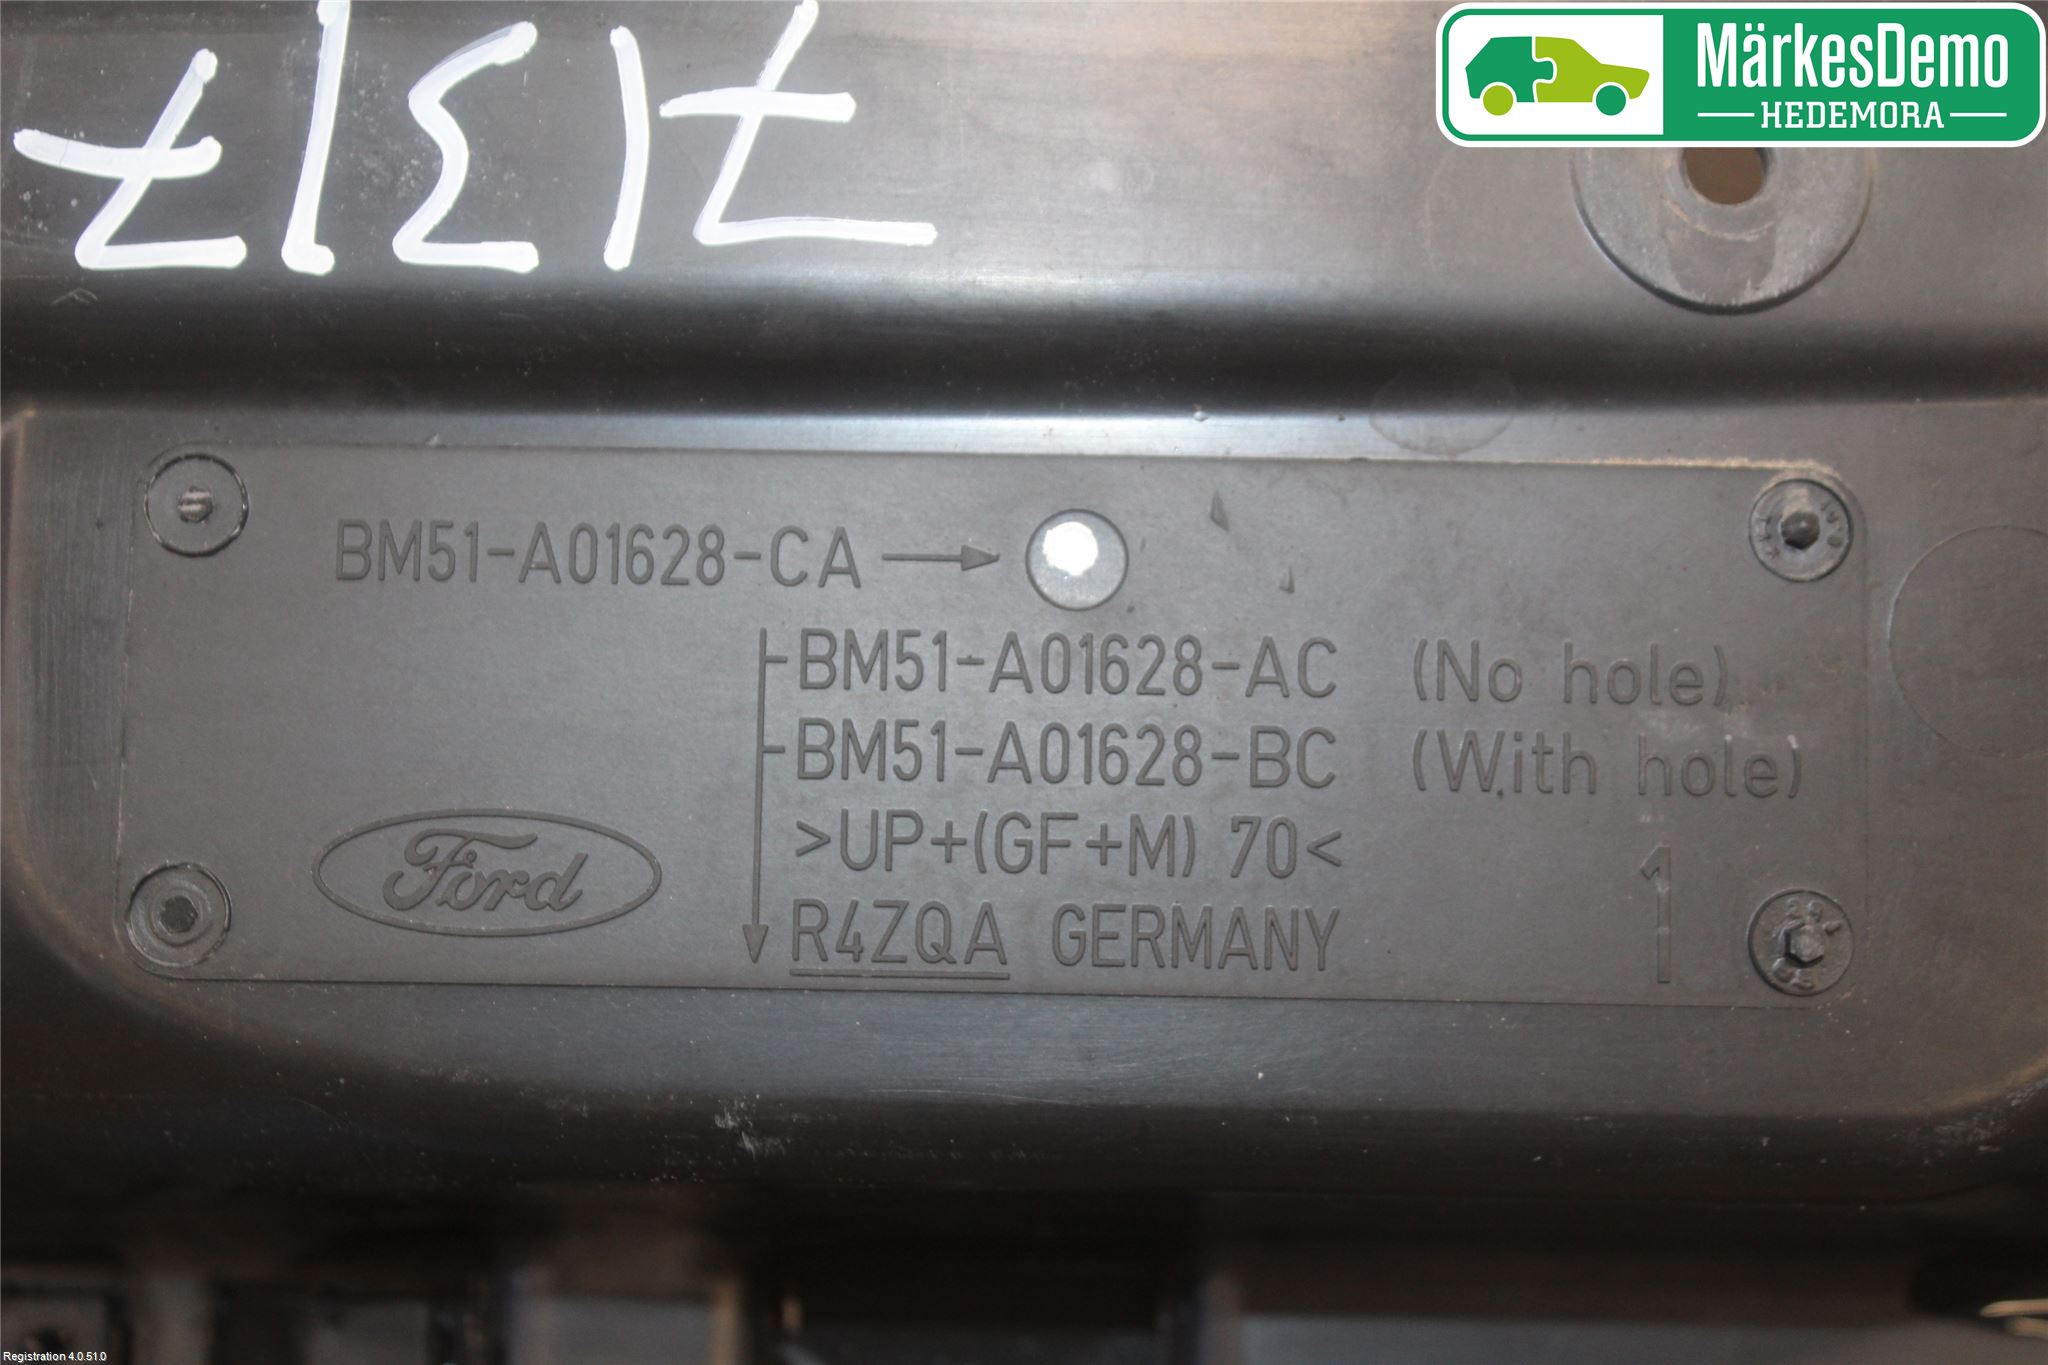 71317
MärkesDemo
HEDEMORA
BM51-A01628-CA
BM51-A01628-AC (No hole)
BM51-A01628-BC (With hole)
>UP+(GF+M) 70<
Ford
R4ZQA GERMANY
1
Registration 4.0.51.0